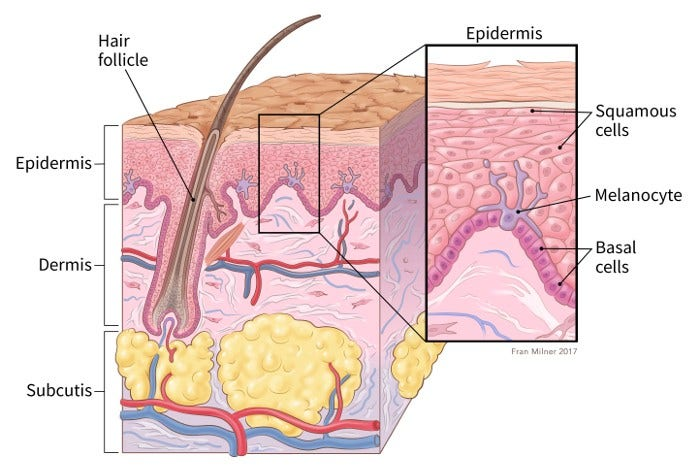 Hair
follicle
Epidermis
Dermis
Subcutis
Epidermis
Squamous
cells
Melanocyte
Basal
cells
Fran Milner 2017